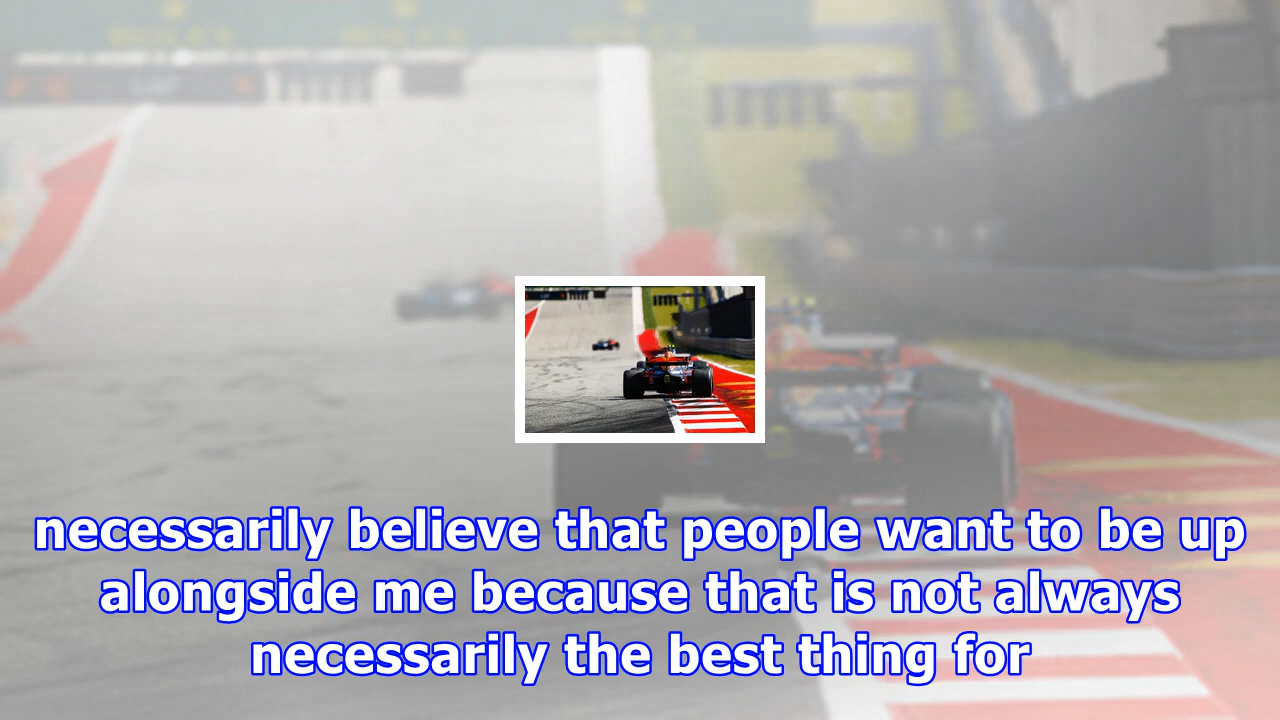 necessarily believe that people want to be up
alongside me because that is not always
necessarily the best thing for